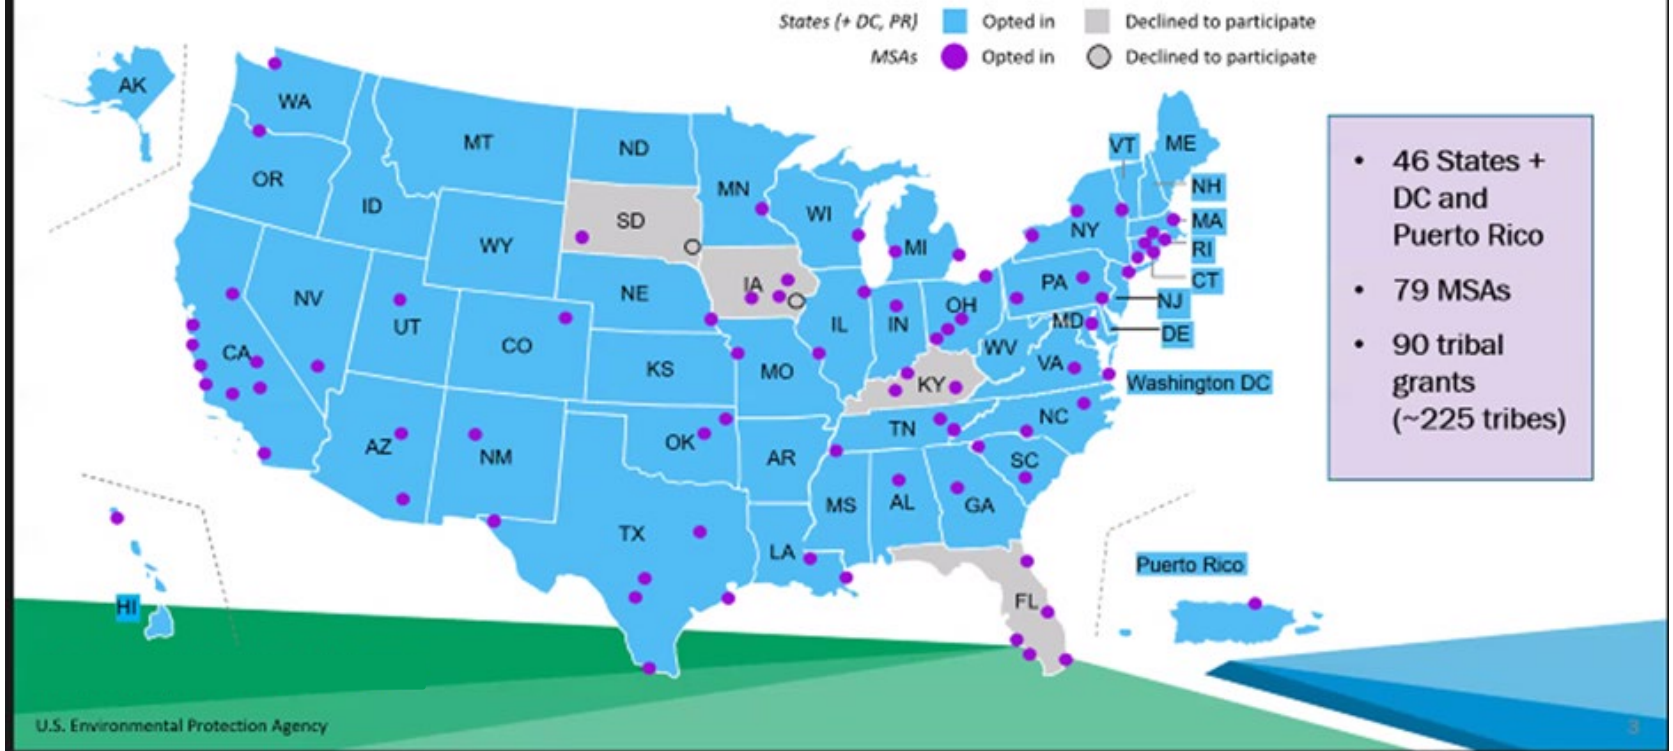 States (+ DC, PR) Opted in Declined to participate
MSAs Opted in Declined to participate
AK
WA
MT
ND
MN
VT
ME
OR
ID
SD
WI
NH
WY
MI
NY
MA
RI
NV
UT
NE
IA
PA
CT
CO
IL
IN
OH
NJ
MD
DE
CA
KS
MO
WV
VA
KY
Washington DC
AZ
NM
OK
AR
TN
NC
SC
TX
LA
MS
AL
GA
FL
Puerto Rico
HI
• 46 States +
DC and
Puerto Rico
• 79 MSAs
• 90 tribal
grants
(~225 tribes)
U.S. Environmental Protection Agency
3